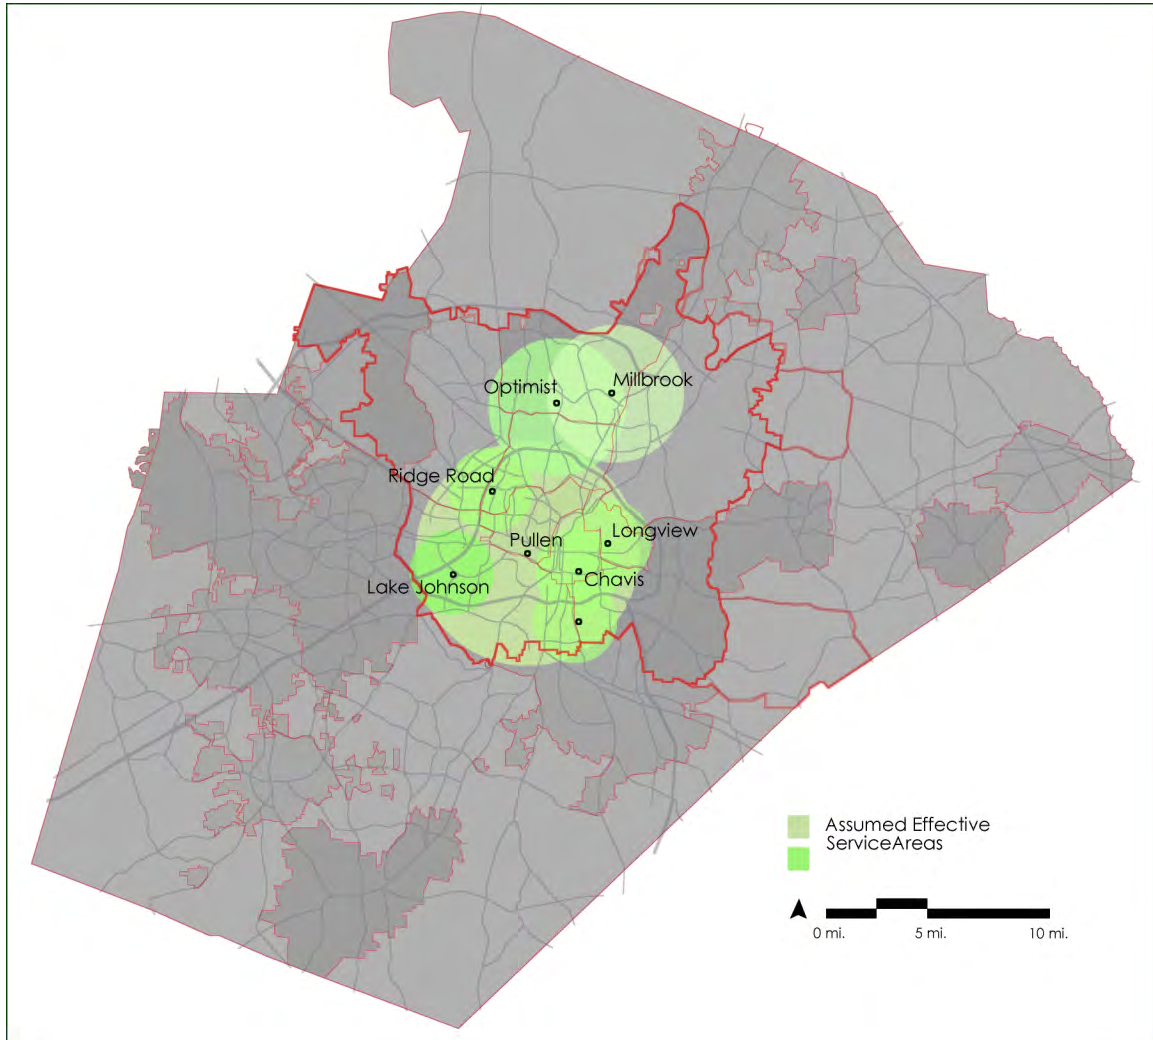 Optimist
Millbrook
Ridge Road
Pullen
Longview
Lake Johnson
Chavis
Assumed Effective
ServiceAreas
0 mi.
5 mi.
10 mi.